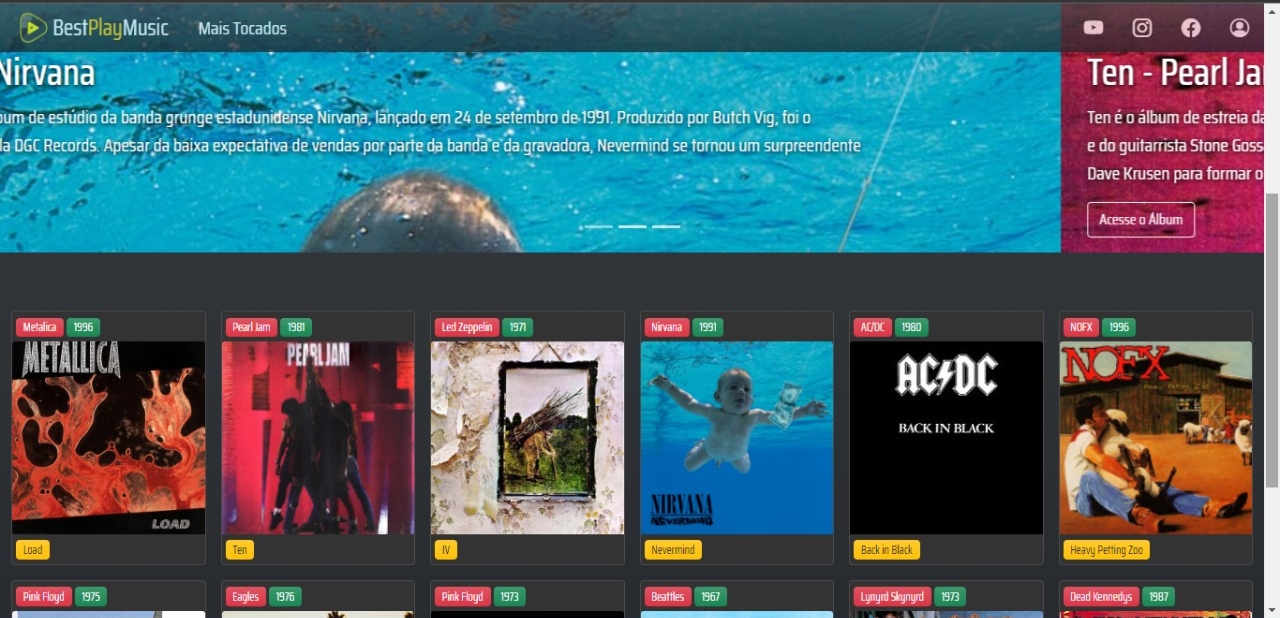 BestPlayMusic
Mais Tocados
Nirvana
bum de estúdio da banda grunge estadunidense Nirvana, lançado em 24 de setembro de 1991. Produzido por Butch Vig, foi o
la DGC Records. Apesar da baixa expectativa de vendas por parte da banda e da gravadora, Nevermind se tornou um surpreendente
Ten - Pearl Ja
Ten é o álbum de estreia da
e do guitarrista Stone Goss
Dave Krusen para formar o
Acesse o Álbum
Metalica 1996
METALLICA
LOAD
Load
Pearl Jam 1981
PEARL JAM
Ten
Led Zeppelin 1971
IV
Nirvana 1991
NIRVANA
NEVERMIND
Nevermind
AC/DC 1980
AC⚡DC
BACK IN BLACK
Back in Black
NOFX 1996
NOFX
Heavy Petting Zoo
Heavy Petting Zoo
Pink Floyd 1975
Eagles 1976
Pink Floyd 1973
Beattles 1967
Lynyrd Skynyrd 1973
Dead Kennedys 1987